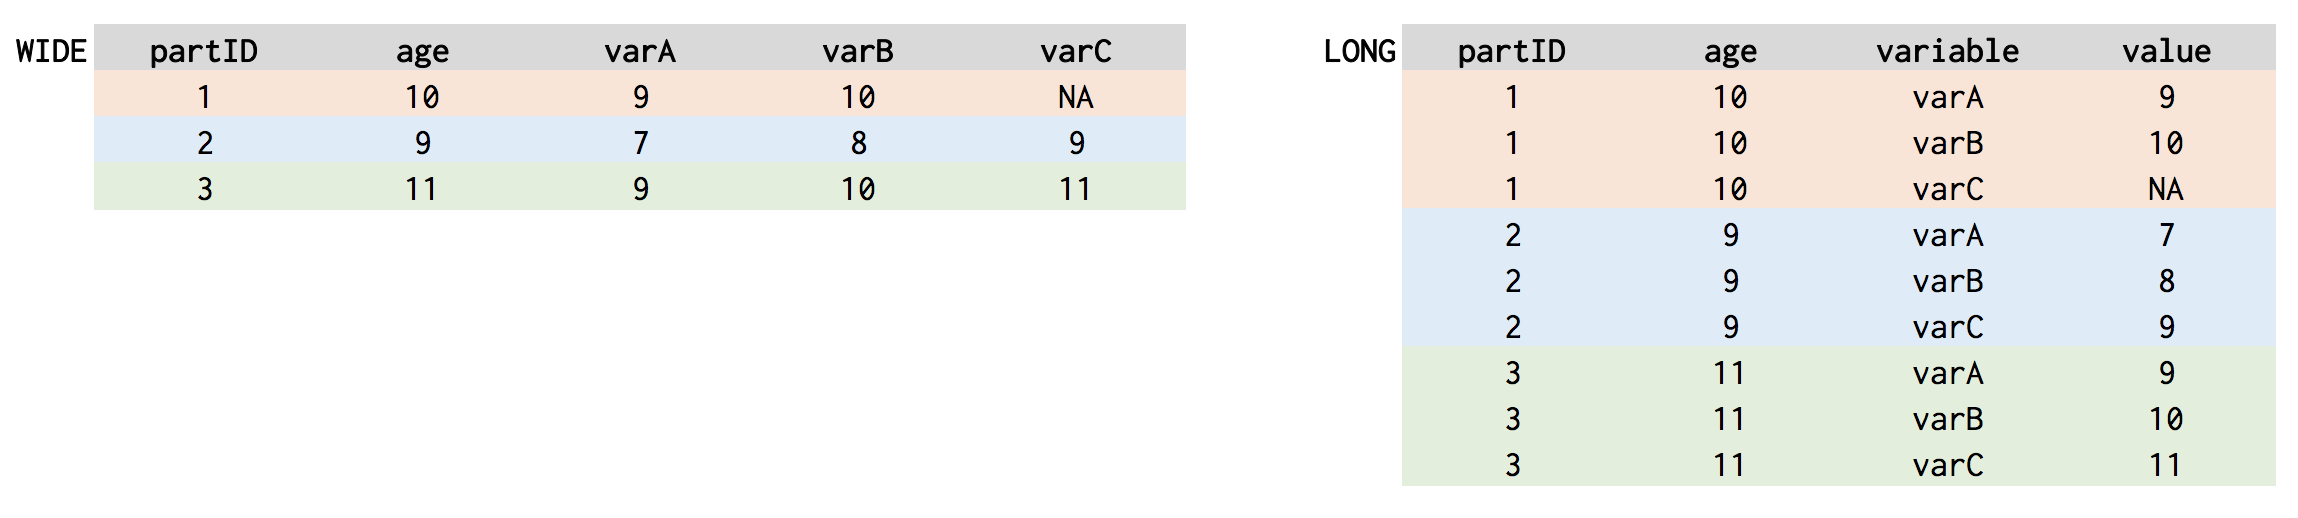 WIDE partID age varA varB varC
1 10 9 10 NA
2 9 7 8 9
3 11 9 10 11
LONG partID age variable value
1 10 varA 9
1 10 varB 10
1 10 varC NA
2 9 varA 7
2 9 varB 8
2 9 varC 9
3 11 varA 9
3 11 varB 10
3 11 varC 11